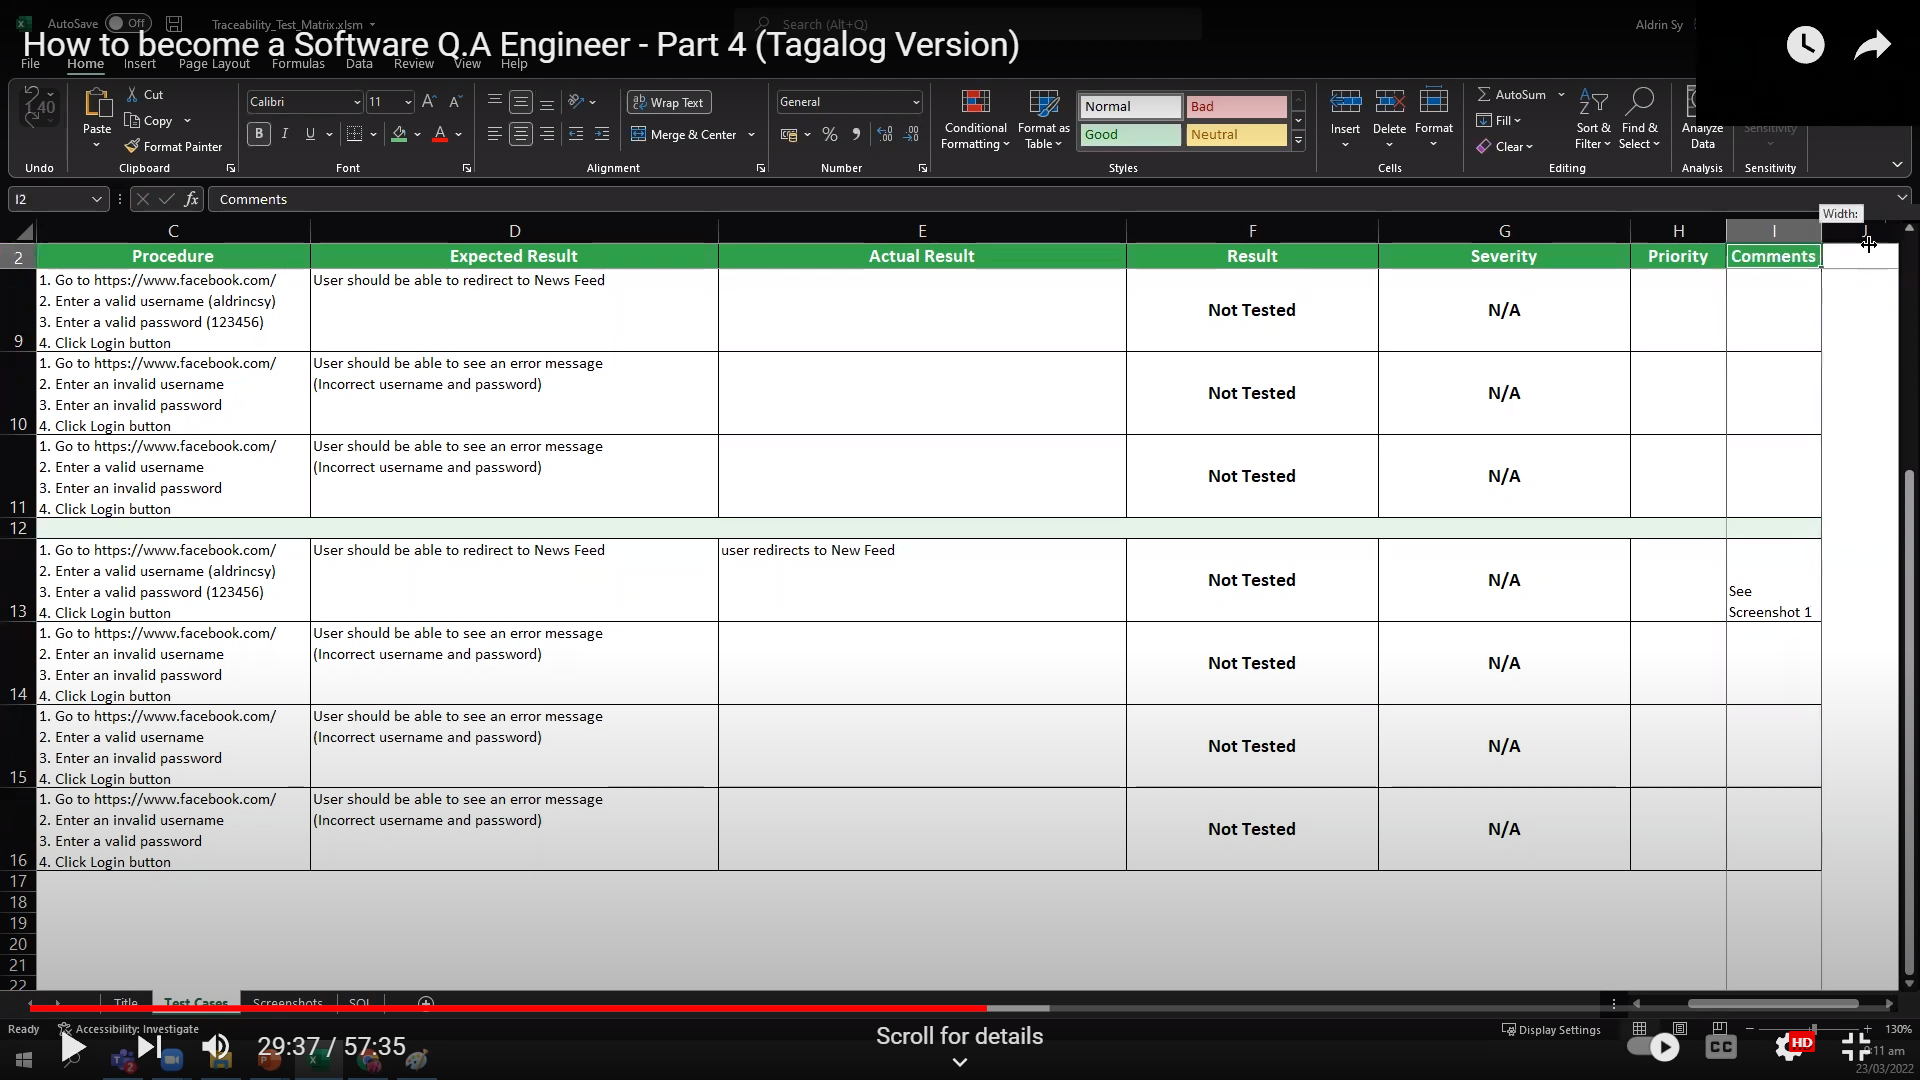 AutoSave Off Traceability_Test_Matrix.xlsm Search (Alt+Q) Aldrin Sy
How to become a Software Q.A Engineer - Part 4 (Tagalog Version)
File Home Insert Page Layout Formulas Data Review View Help
Cut
Copy
Format Painter
Paste
Undo Clipboard
Calibri 11
B I U A
Font
ab Wrap Text
Merge & Center
Alignment
General
%
Number
Conditional Formatting
Format as Table
Normal Bad
Good Neutral
Styles
Insert Delete Format
Cells
AutoSum
Fill
Clear
Sort & Filter
Find & Select
Editing
Analyze Data
Analysis
Sensitivity
Sensitivity
I2 fx Comments
Width:
C D E F G H I J
2 Procedure Expected Result Actual Result Result Severity Priority Comments
1. Go to https://www.facebook.com/ User should be able to redirect to News Feed
2. Enter a valid username (aldrincsy) Not Tested N/A
3. Enter a valid password (123456)
9 4. Click Login button
1. Go to https://www.facebook.com/ User should be able to see an error message
2. Enter an invalid username (Incorrect username and password) Not Tested N/A
3. Enter an invalid password
10 4. Click Login button
1. Go to https://www.facebook.com/ User should be able to see an error message
2. Enter a valid username (Incorrect username and password) Not Tested N/A
3. Enter an invalid password
11 4. Click Login button
12
1. Go to https://www.facebook.com/ User should be able to redirect to News Feed user redirects to New Feed
2. Enter a valid username (aldrincsy) Not Tested N/A
3. Enter a valid password (123456) See
13 4. Click Login button Screenshot 1
1. Go to https://www.facebook.com/ User should be able to see an error message
2. Enter an invalid username (Incorrect username and password) Not Tested N/A
3. Enter an invalid password
14 4. Click Login button
1. Go to https://www.facebook.com/ User should be able to see an error message
2. Enter a valid username (Incorrect username and password) Not Tested N/A
3. Enter an invalid password
15 4. Click Login button
1. Go to https://www.facebook.com/ User should be able to see an error message
2. Enter an invalid username (Incorrect username and password) Not Tested N/A
3. Enter a valid password
16 4. Click Login button
17
18
19
20
21
22
Title Test Cases Screenshots SQL
Ready Accessibility: Investigate Display Settings 130%
29:37 / 57:35 Scroll for details CC HD
23/03/2022